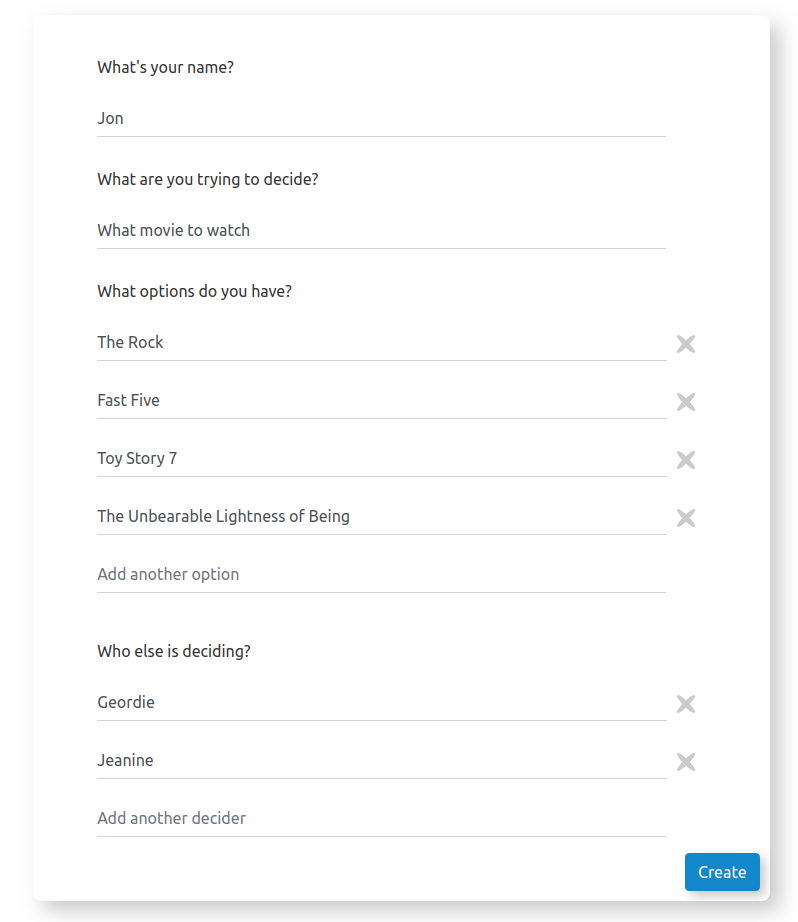 What's your name?
Jon
What are you trying to decide?
What movie to watch
What options do you have?
The Rock
Fast Five
Toy Story 7
The Unbearable Lightness of Being
Add another option
Who else is deciding?
Geordie
Jeanine
Add another decider
Create